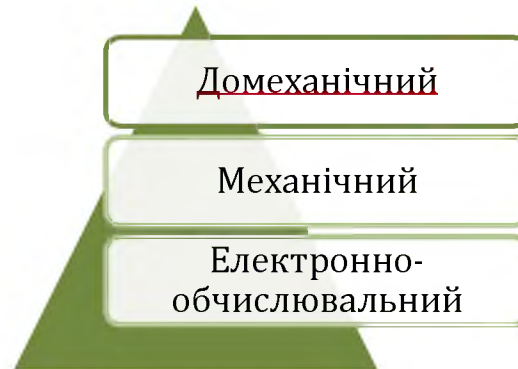 Домеханічний
Механічний
Електронно-
обчислювальний